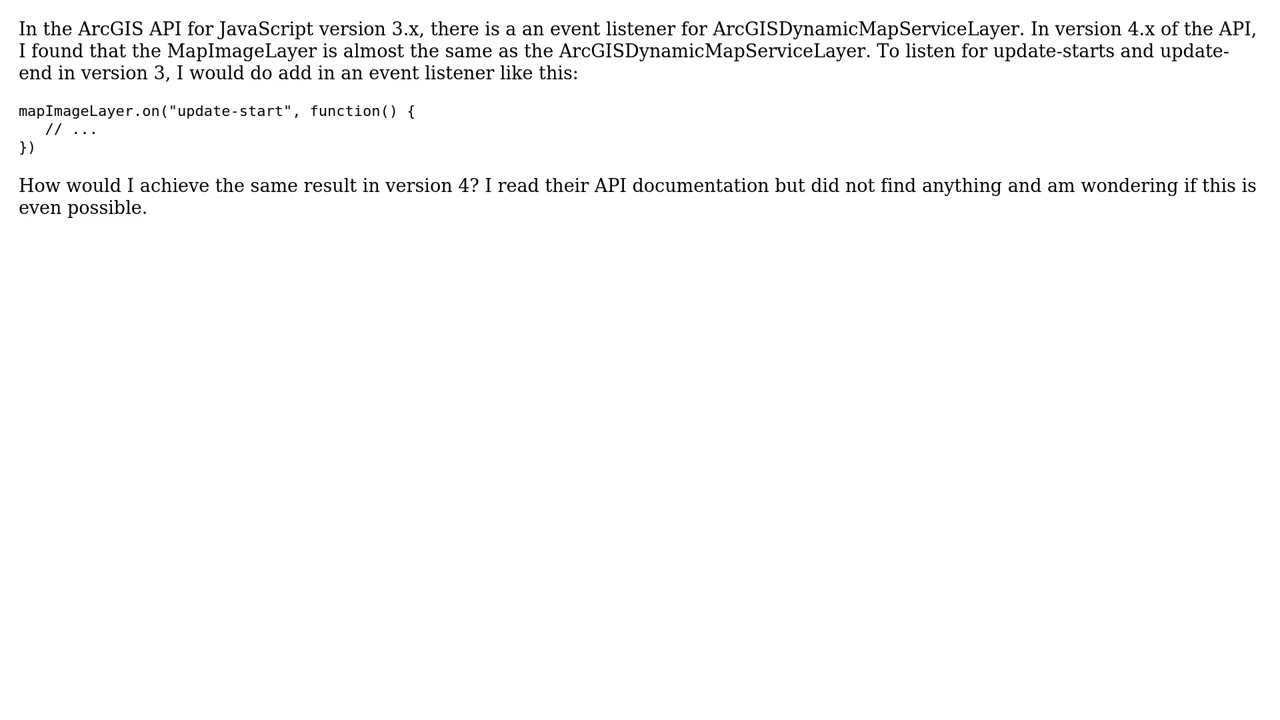 In the ArcGIS API for JavaScript version 3.x, there is a an event listener for ArcGISDynamicMapServiceLayer. In version 4.x of the API,
I found that the MapImageLayer is almost the same as the ArcGISDynamicMapServiceLayer. To listen for update-starts and update-
end in version 3, I would do add in an event listener like this:
mapImageLayer.on("update-start", function() {
   // ...
})
How would I achieve the same result in version 4? I read their API documentation but did not find anything and am wondering if this is
even possible.